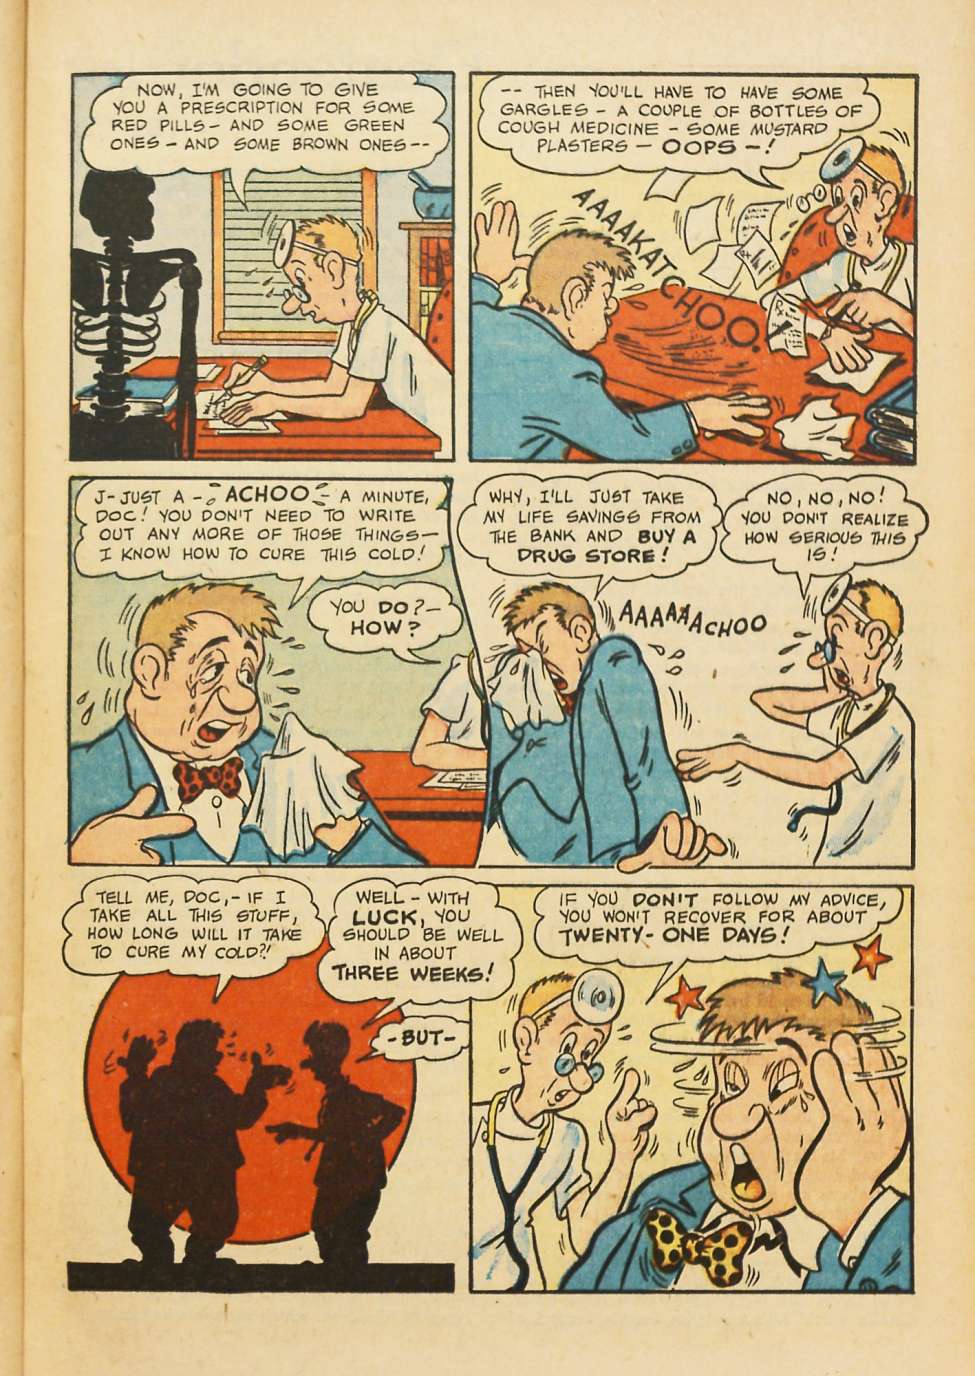 NOW, I'M GOING TO GIVE
YOU A PRESCRIPTION FOR SOME
RED PILLS- AND SOME GREEN
ONES - AND SOME BROWN ONES --
-- THEN YOU'LL HAVE TO HAVE SOME
GARGLES - A COUPLE OF BOTTLES OF
COUGH MEDICINE - SOME MUSTARD
PLASTERS - OOPS -!
AAAAKATCHOO!
J-JUST A - ACHOO - A MINUTE,
DOC! YOU DON'T NEED TO WRITE
OUT ANY MORE OF THOSE THINGS-
I KNOW HOW TO CURE THIS COLD!
YOU DO?-
HOW?
WHY, I'LL JUST TAKE
MY LIFE SAVINGS FROM
THE BANK AND BUY A
DRUG STORE!
AAAAAACHOO
NO, NO, NO!
YOU DON'T REALIZE
HOW SERIOUS THIS
IS!
TELL ME, DOC,- IF I
TAKE ALL THIS STUFF,
HOW LONG WILL IT TAKE
TO CURE MY COLD?!
WELL - WITH
LUCK, YOU
SHOULD BE WELL
IN ABOUT
THREE WEEKS!
-BUT-
IF YOU DON'T FOLLOW MY ADVICE,
YOU WON'T RECOVER FOR ABOUT
TWENTY-ONE DAYS!